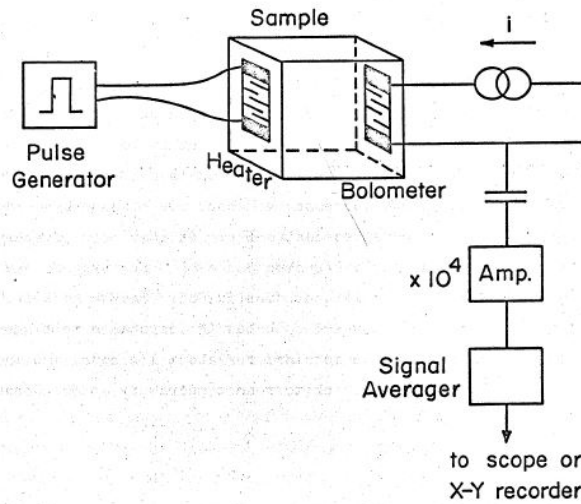 Sample
i
Pulse
Generator
Heater
Bolometer
x 10⁴ Amp.
Signal
Averager
to scope or
X-Y recorder